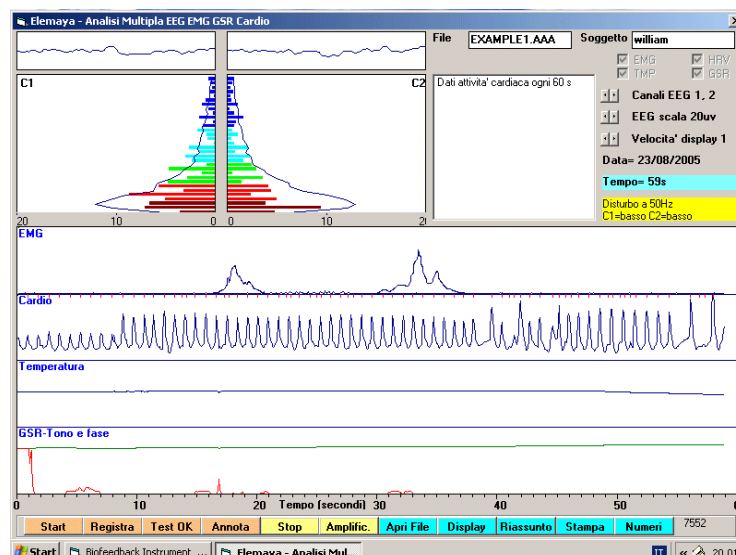 Elemaya - Analisi Multipla EEG EMG GSR Cardio
File EXAMPLE1.AAA Soggetto william
EMG HRV
TMP GSR
C1 C2
Dati attivita' cardiaca ogni 60 s
Canali EEG 1, 2
EEG scala 20uv
Velocita' display 1
Data= 23/08/2005
Tempo= 59s
Disturbo a 50Hz
C1=basso C2=basso
20 10 0 0 10 2
EMG
Cardio
Temperatura
GSR-Tono e fase
0 10 20 Tempo (secondi) 30 40 50 6
Start Registra Test OK Annota Stop Amplific. Apri File Display Riassunto Stampa Numeri 7552
Start Biofeedback Instrument ... Elemaya - Analisi Mul... IT « 20.01